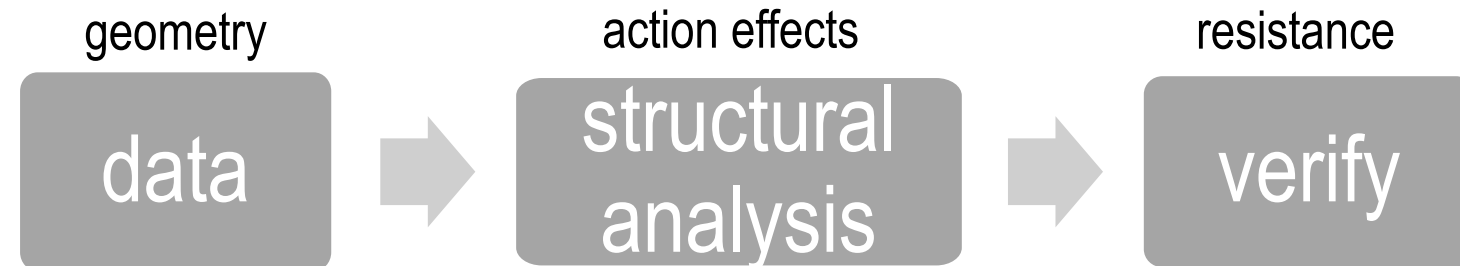 geometry
action effects
resistance
data
structural
analysis
verify